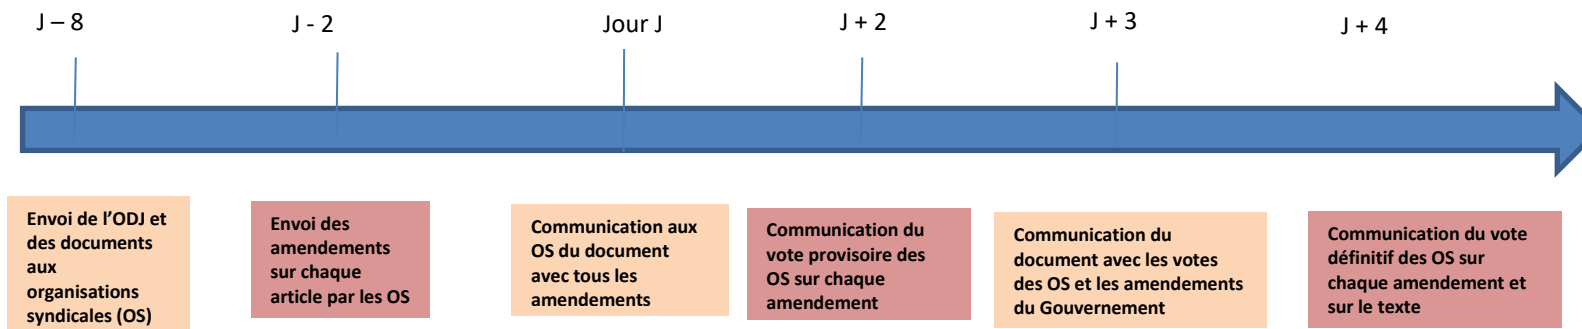 J – 8
J - 2
Jour J
J + 2
J + 3
J + 4
Envoi de l’ODJ et
des documents
aux
organisations
syndicales (OS)
Envoi des
amendements
sur chaque
article par les OS
Communication aux
OS du document
avec tous les
amendements
Communication du
vote provisoire des
OS sur chaque
amendement
Communication du
document avec les votes
des OS et les amendements
du Gouvernement
Communication du vote
définitif des OS sur
chaque amendement et
sur le texte